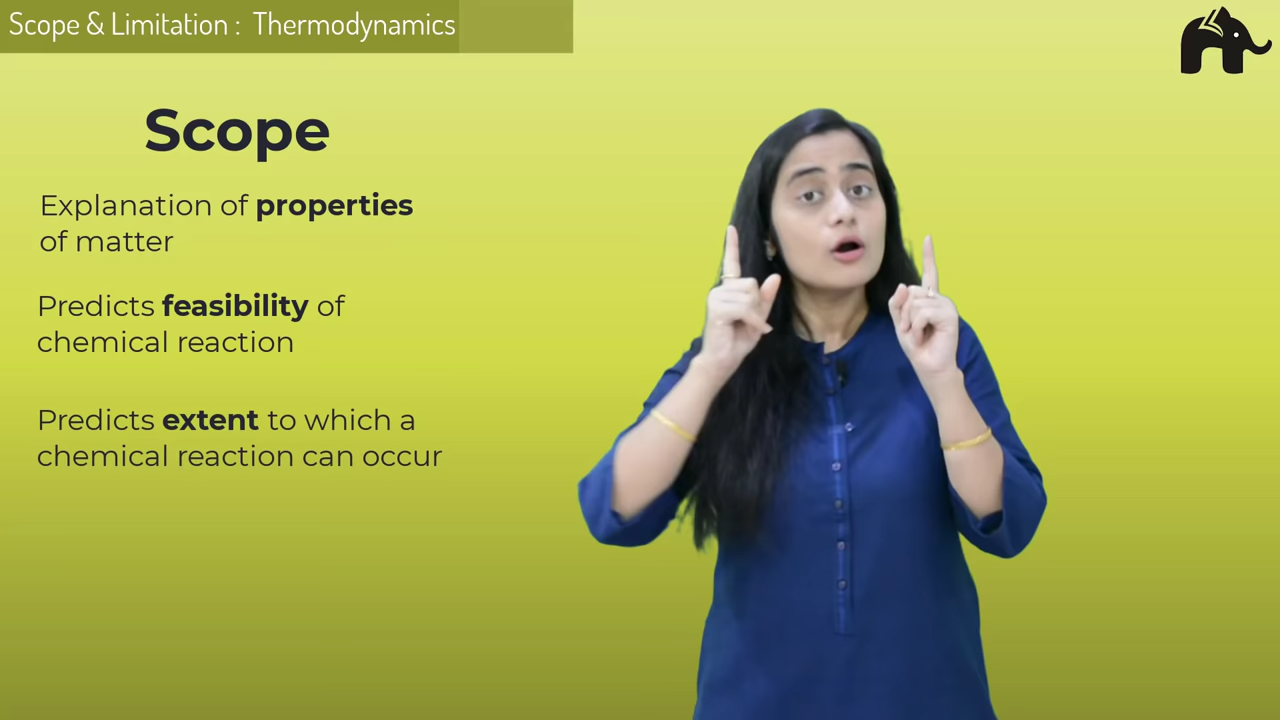 Scope & Limitation : Thermodynamics
Scope
Explanation of properties
of matter
Predicts feasibility of
chemical reaction
Predicts extent to which a
chemical reaction can occur